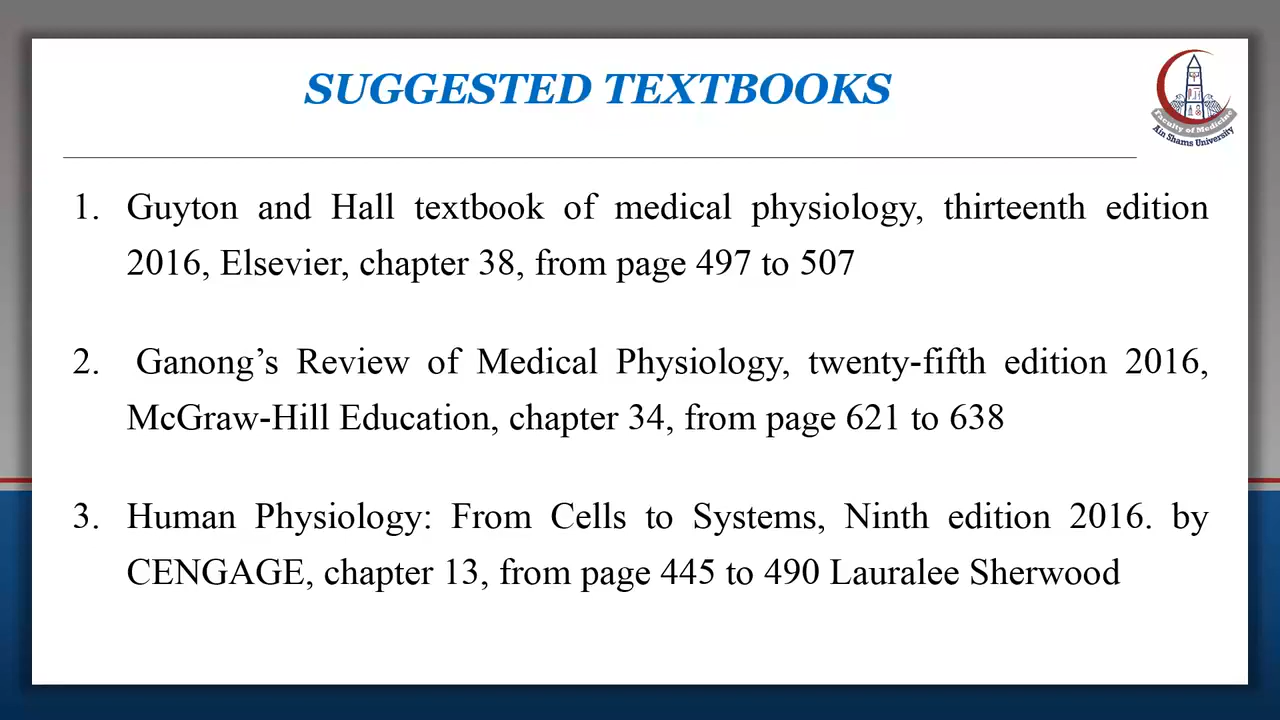 SUGGESTED TEXTBOOKS
Faculty of Medicine
Ain Shams University
1. Guyton and Hall textbook of medical physiology, thirteenth edition
2016, Elsevier, chapter 38, from page 497 to 507
2. Ganong’s Review of Medical Physiology, twenty-fifth edition 2016,
McGraw-Hill Education, chapter 34, from page 621 to 638
3. Human Physiology: From Cells to Systems, Ninth edition 2016. by
CENGAGE, chapter 13, from page 445 to 490 Lauralee Sherwood